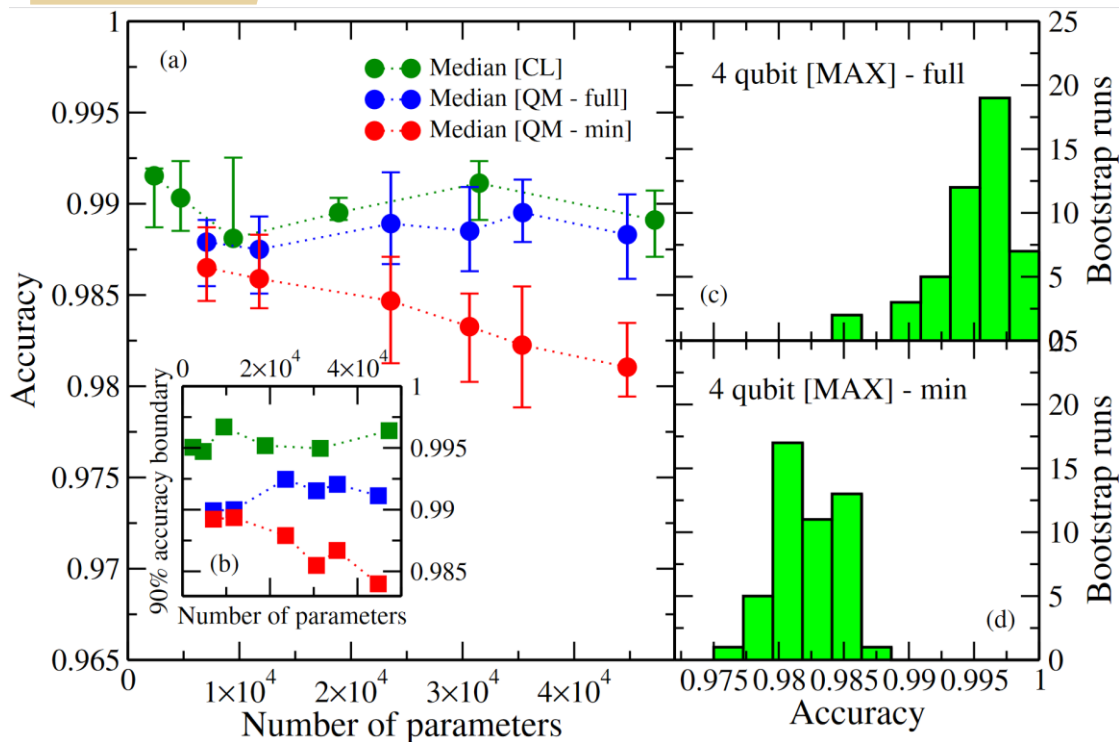 (a)
Median [CL]
Median [QM - full]
Median [QM - min]
1
0.995
0.99
0.985
0.98
0.975
0.97
0.965
Accuracy
0
1×10⁴
2×10⁴
3×10⁴
4×10⁴
Number of parameters
0
2×10⁴
4×10⁴
1
0.995
0.99
0.985
90% accuracy boundary
(b)
Number of parameters
4 qubit [MAX] - full
(c)
25
20
15
10
5
0
Bootstrap runs
4 qubit [MAX] - min
(d)
25
20
15
10
5
0
Bootstrap runs
0.975
0.98
0.985
0.99
0.995
1
Accuracy